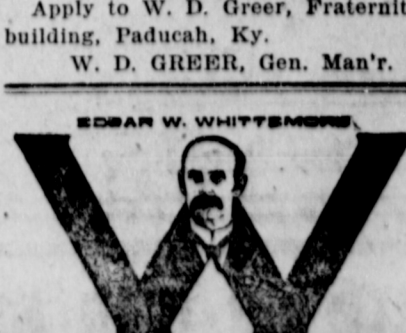 Apply to W. D. Greer, Fraternit
building, Paducah, Ky.
W. D. GREER, Gen. Man'r.
EDGAR W. WHITTEMORE
W